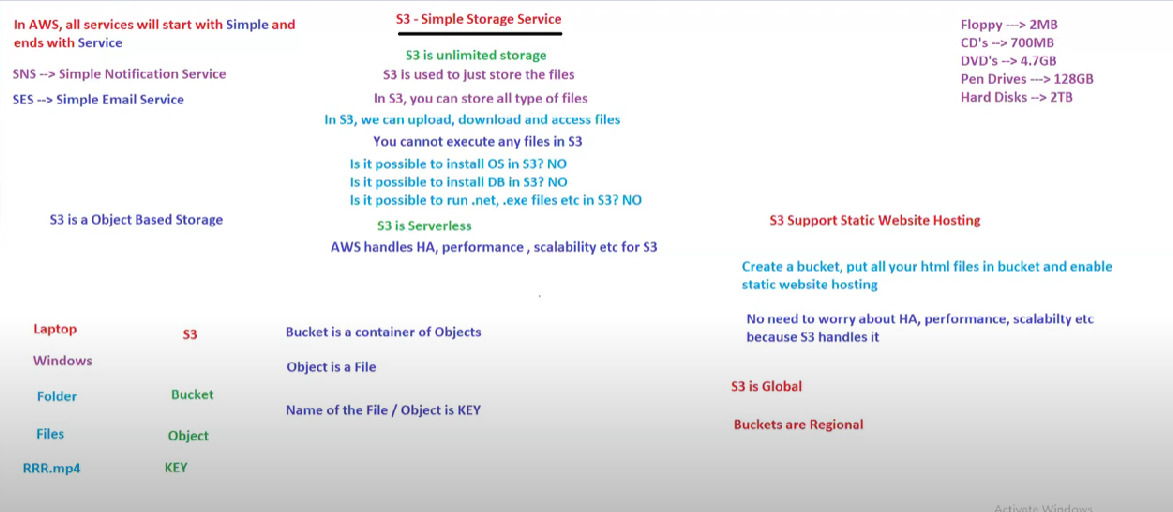 In AWS, all services will start with Simple and
ends with Service
SNS --> Simple Notification Service
SES --> Simple Email Service
S3 - Simple Storage Service
S3 is unlimited storage
S3 is used to just store the files
In S3, you can store all type of files
In S3, we can upload, download and access files
You cannot execute any files in S3
Is it possible to install OS in S3? NO
Is it possible to install DB in S3? NO
Is it possible to run .net, .exe files etc in S3? NO
S3 is Serverless
AWS handles HA, performance , scalability etc for S3
Floppy ---> 2MB
CD's --> 700MB
DVD's --> 4.7GB
Pen Drives ---> 128GB
Hard Disks --> 2TB
S3 is a Object Based Storage
S3 Support Static Website Hosting
Create a bucket, put all your html files in bucket and enable
static website hosting
No need to worry about HA, performance, scalabilty etc
because S3 handles it
S3 is Global
Buckets are Regional
Laptop
S3
Windows
Folder
Bucket
Files
Object
RRR.mp4
KEY
Bucket is a container of Objects
Object is a File
Name of the File / Object is KEY
Activate Windows